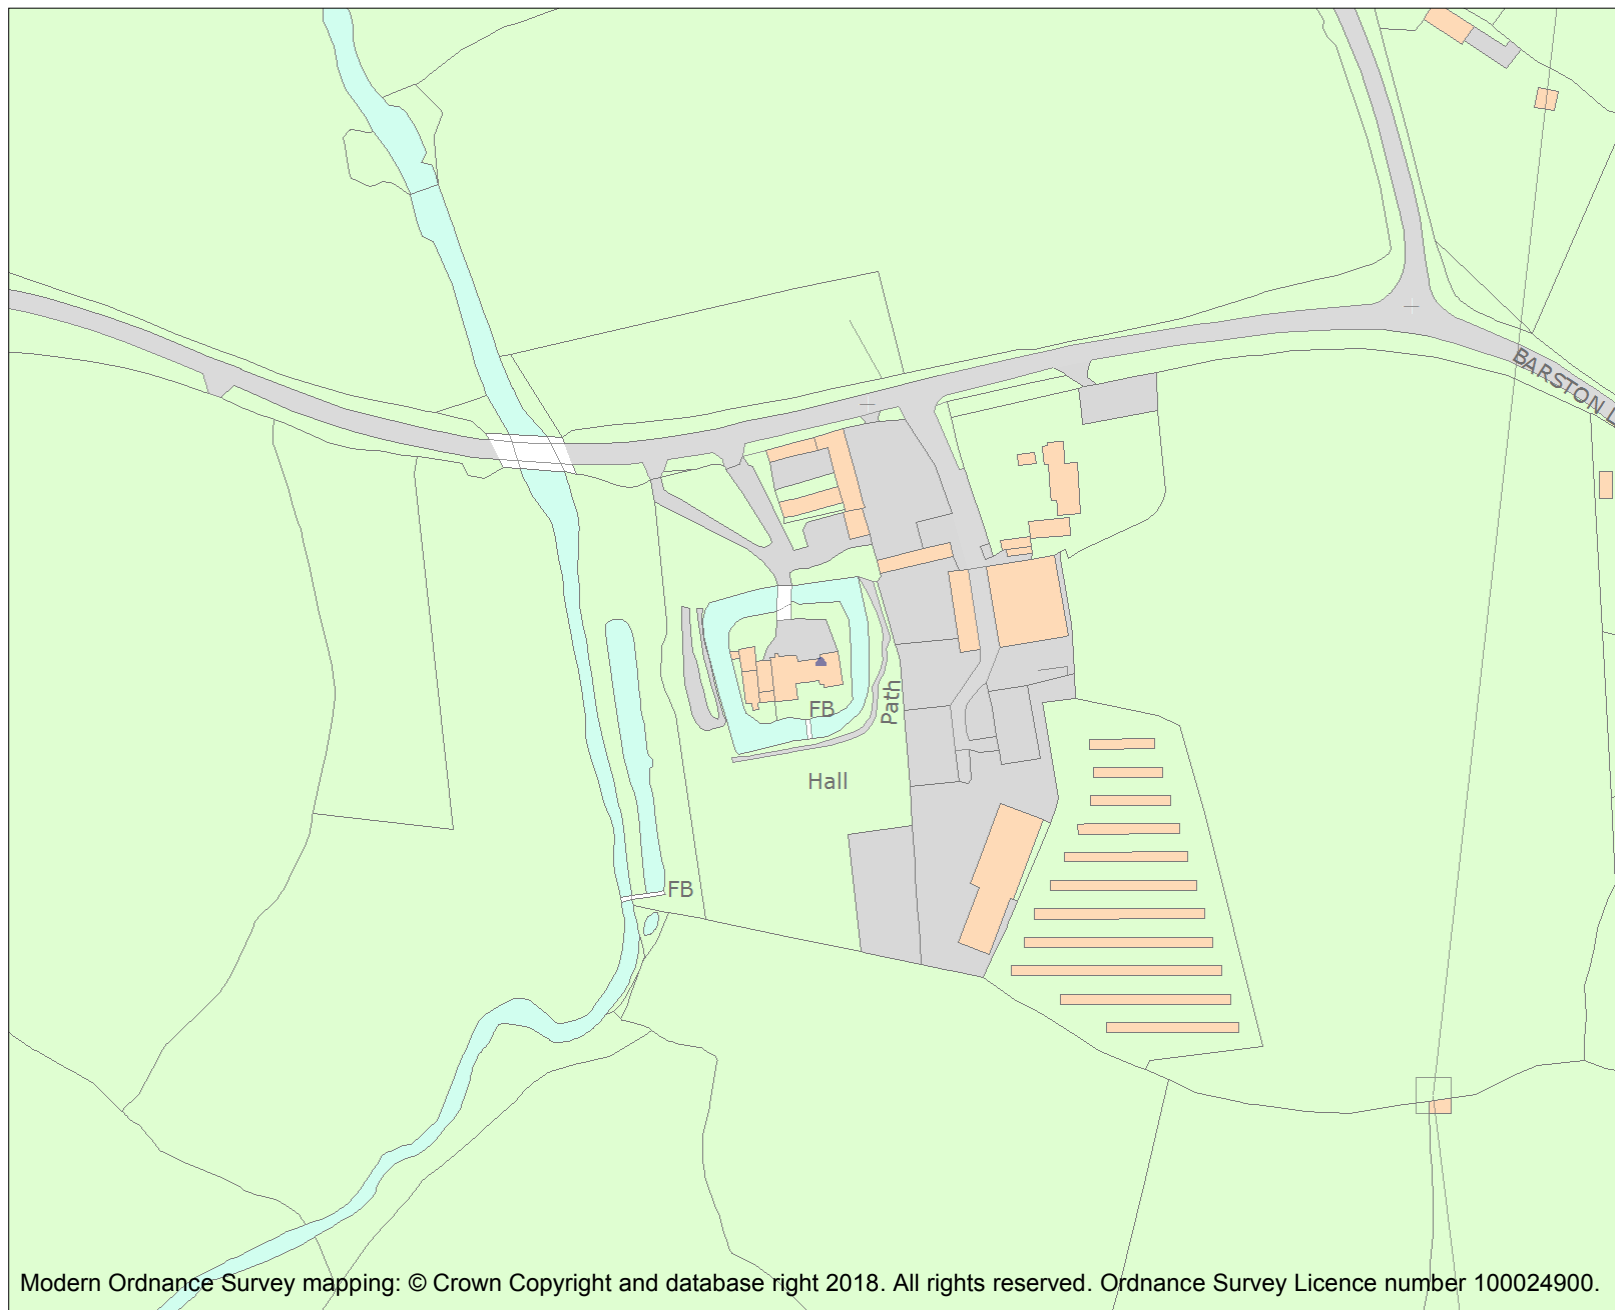 BARSTON L
FB
Path
Hall
FB
Modern Ordnance Survey mapping: © Crown Copyright and database right 2018. All rights reserved. Ordnance Survey Licence number 100024900.